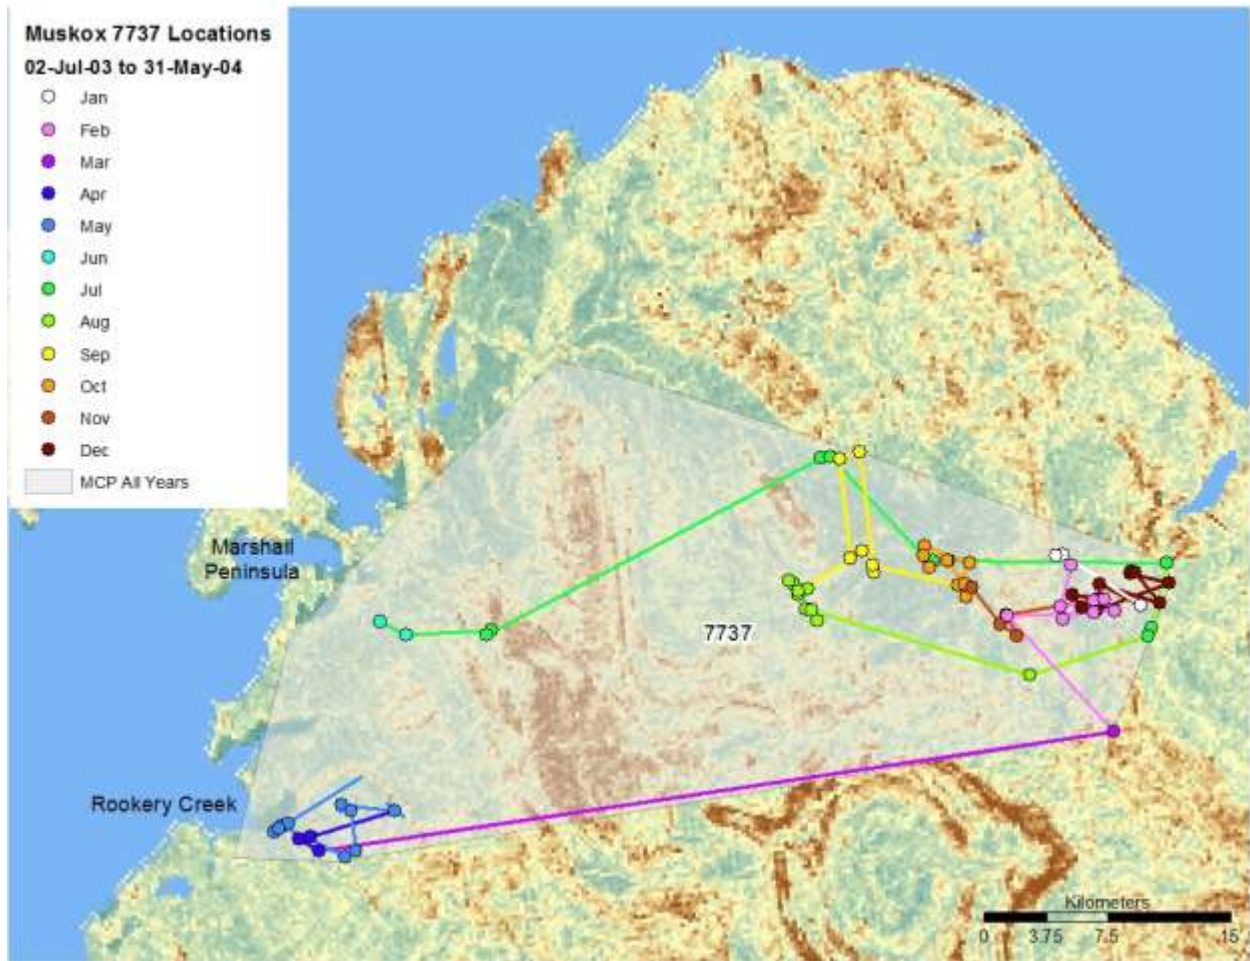 Muskox 7737 Locations
02-Jul-03 to 31-May-04
Jan
Feb
Mar
Apr
May
Jun
Jul
Aug
Sep
Oct
Nov
Dec
MCP All Years
Marshall
Peninsula
7737
Rookery Creek
Kilometers
0 3.75 7.5 15